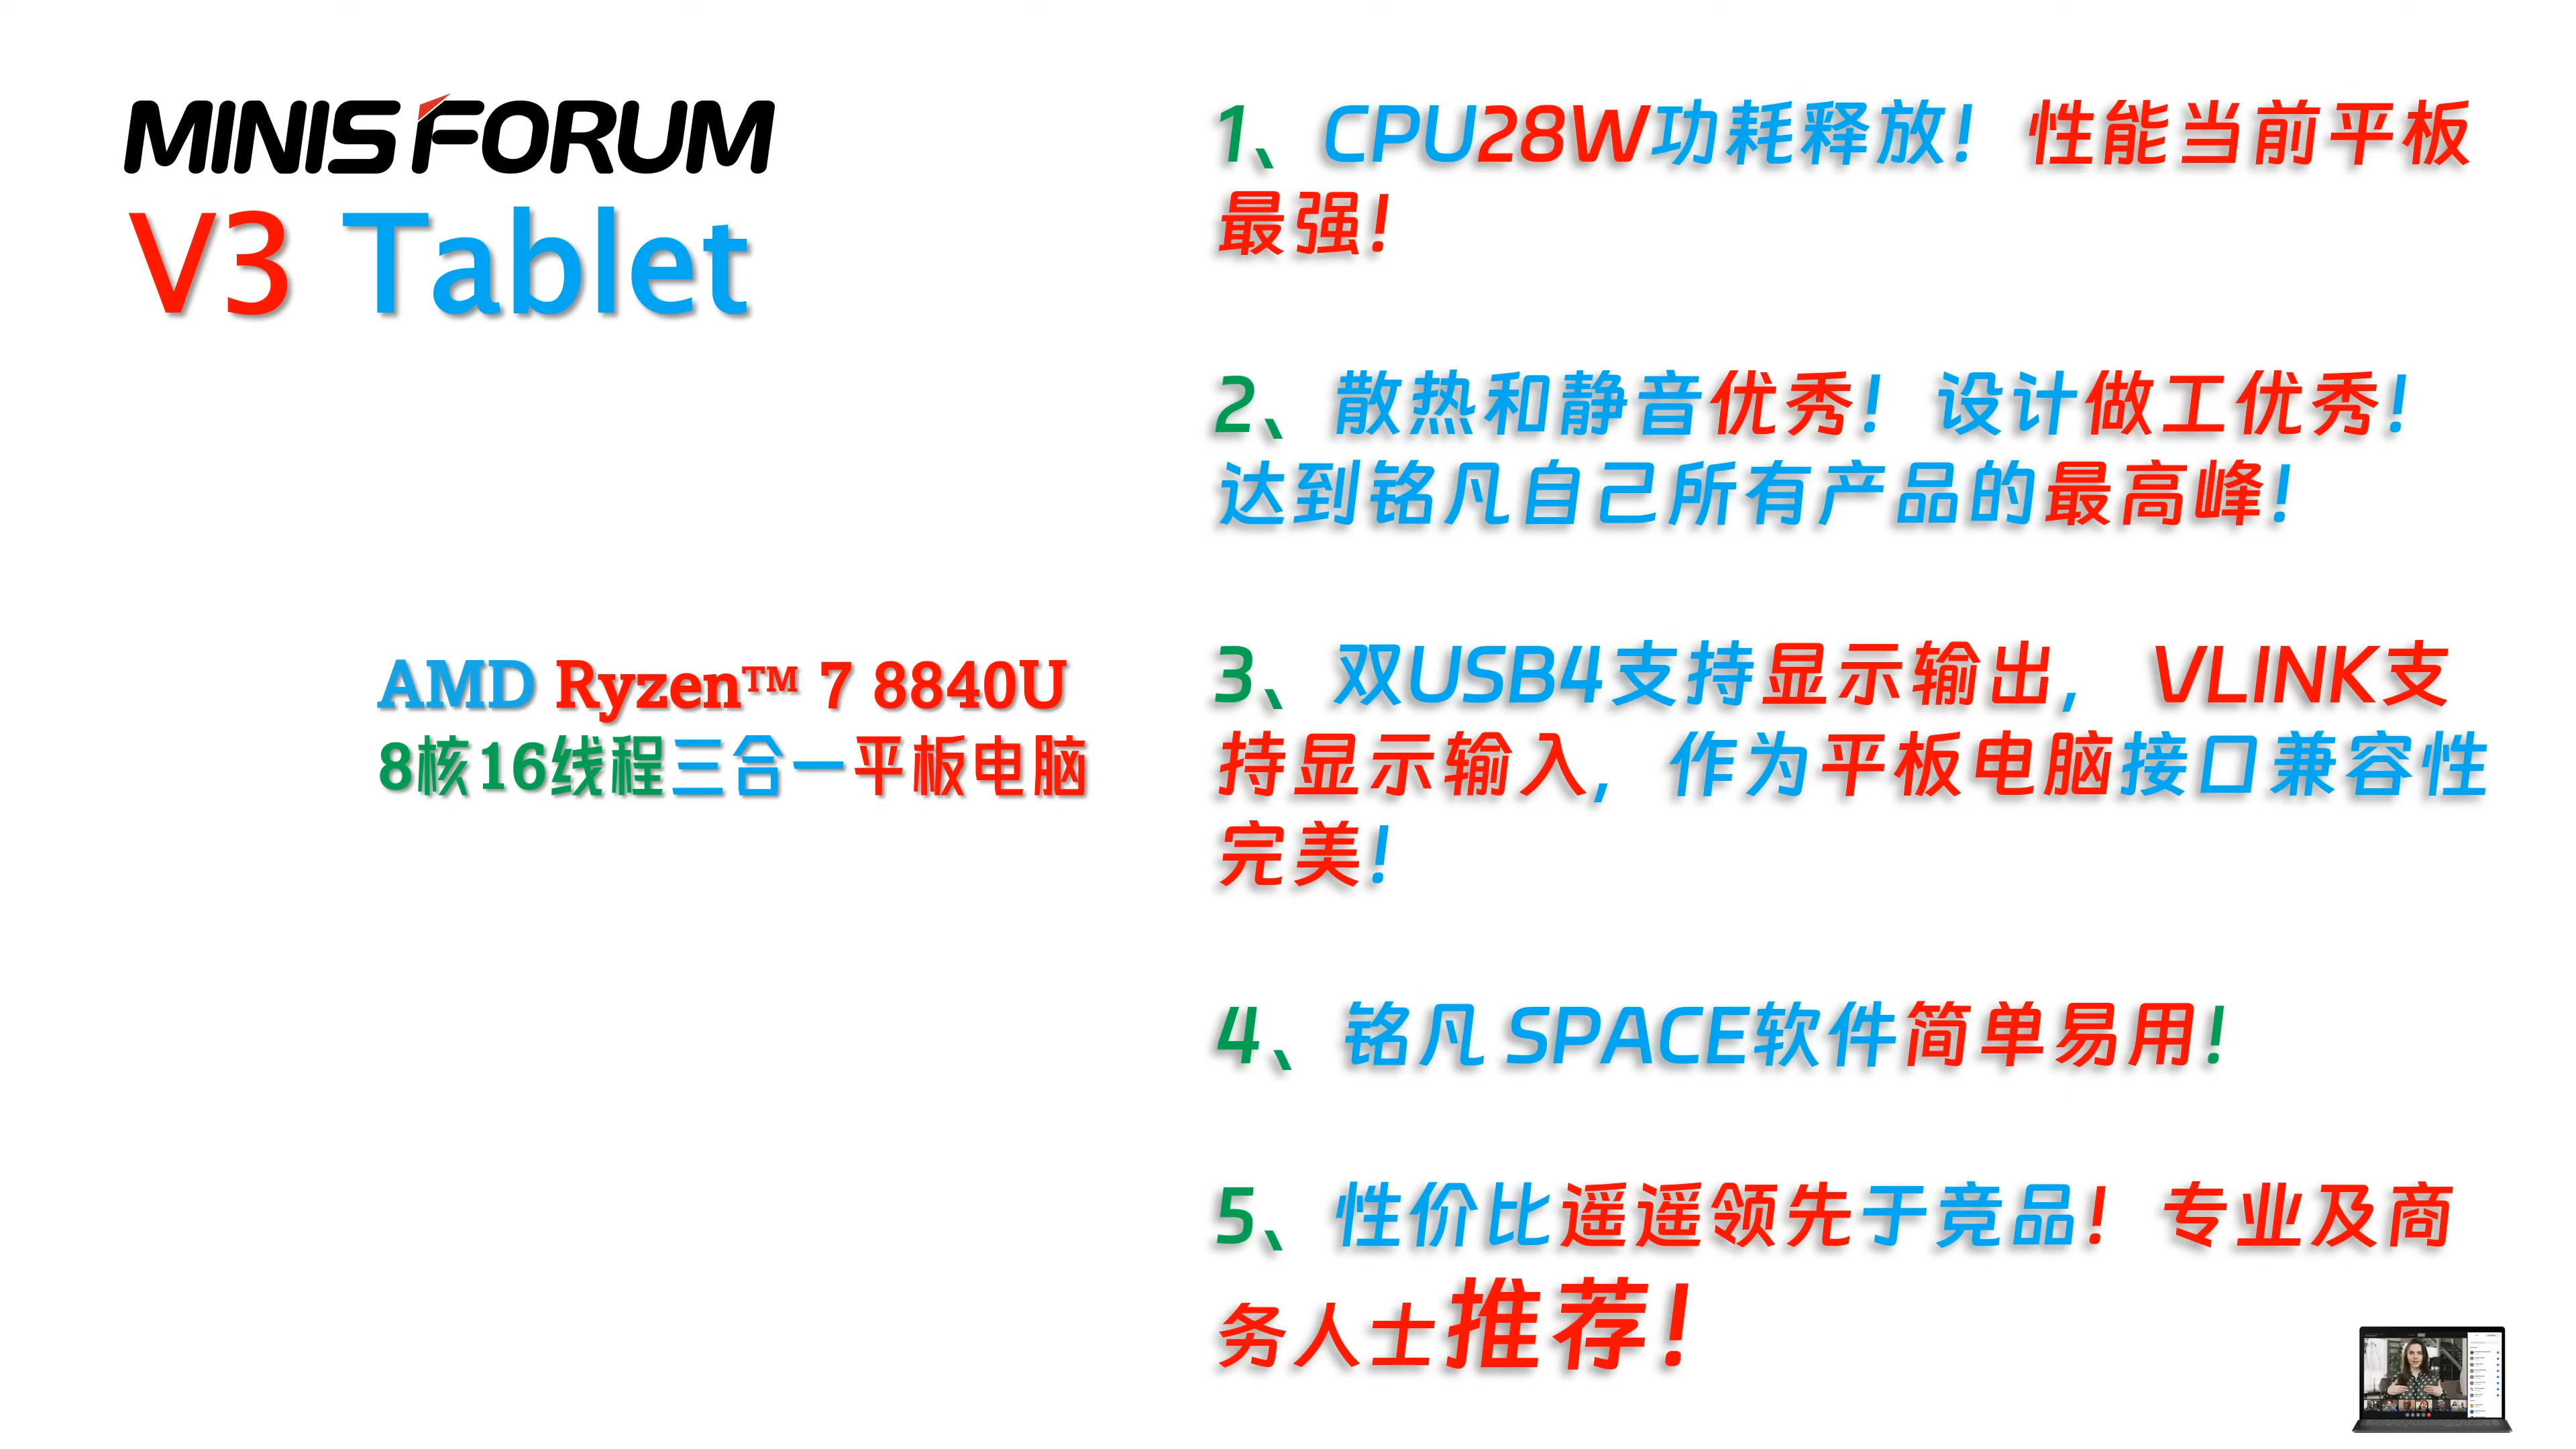 MINISFORUM
V3 Tablet
AMD Ryzen™ 7 8840U
8核16线程三合一平板电脑
1、CPU28W功耗释放！性能当前平板
最强！
2、散热和静音优秀！设计做工优秀！
达到铭凡自己所有产品的最高峰！
3、双USB4支持显示输出，VLINK支
持显示输入，作为平板电脑接口兼容性
完美！
4、铭凡 SPACE软件简单易用！
5、性价比遥遥领先于竞品！专业及商
务人士推荐！